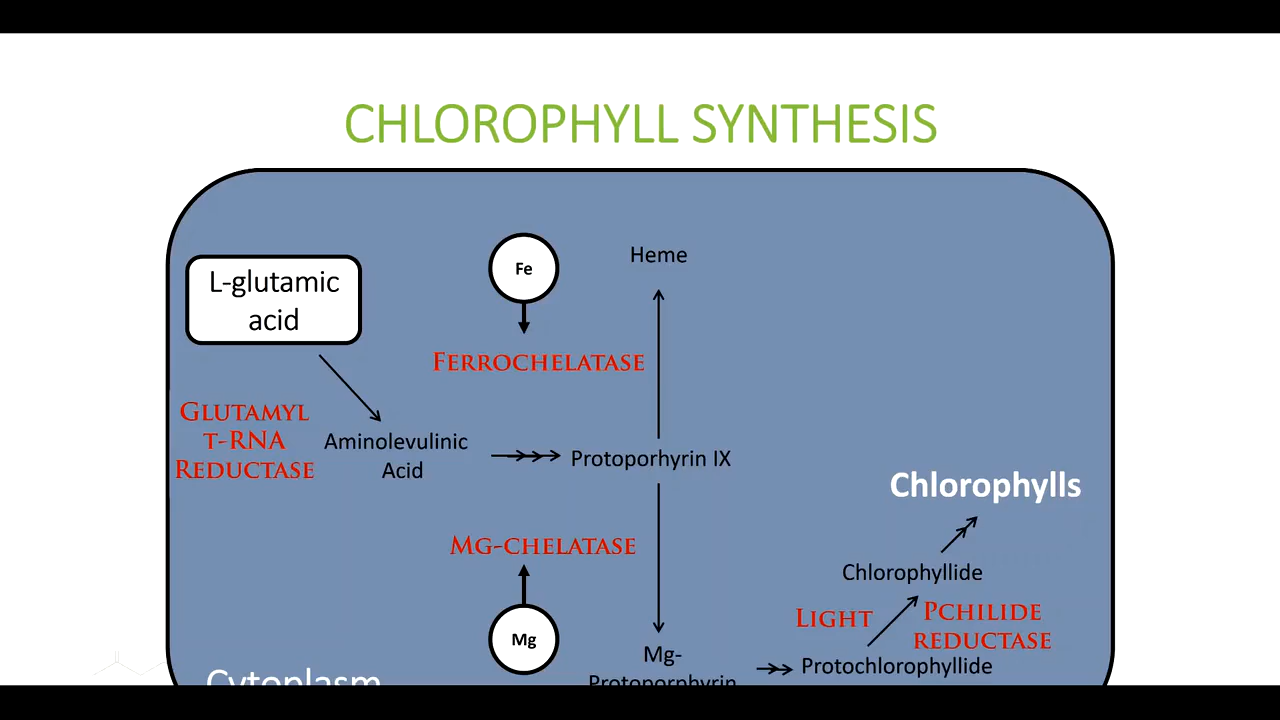 CHLOROPHYLL SYNTHESIS
L-glutamic
acid
Fe
Heme
FERROCHELATASE
GLUTAMYL
T-RNA
REDUCTASE
Aminolevulinic
Acid
Protoporhyrin IX
Chlorophylls
MG-CHELATASE
Chlorophyllide
LIGHT
PCHILIDE
REDUCTASE
Mg
Mg-
Protoporphyrin
Protochlorophyllide
Cytoplasm